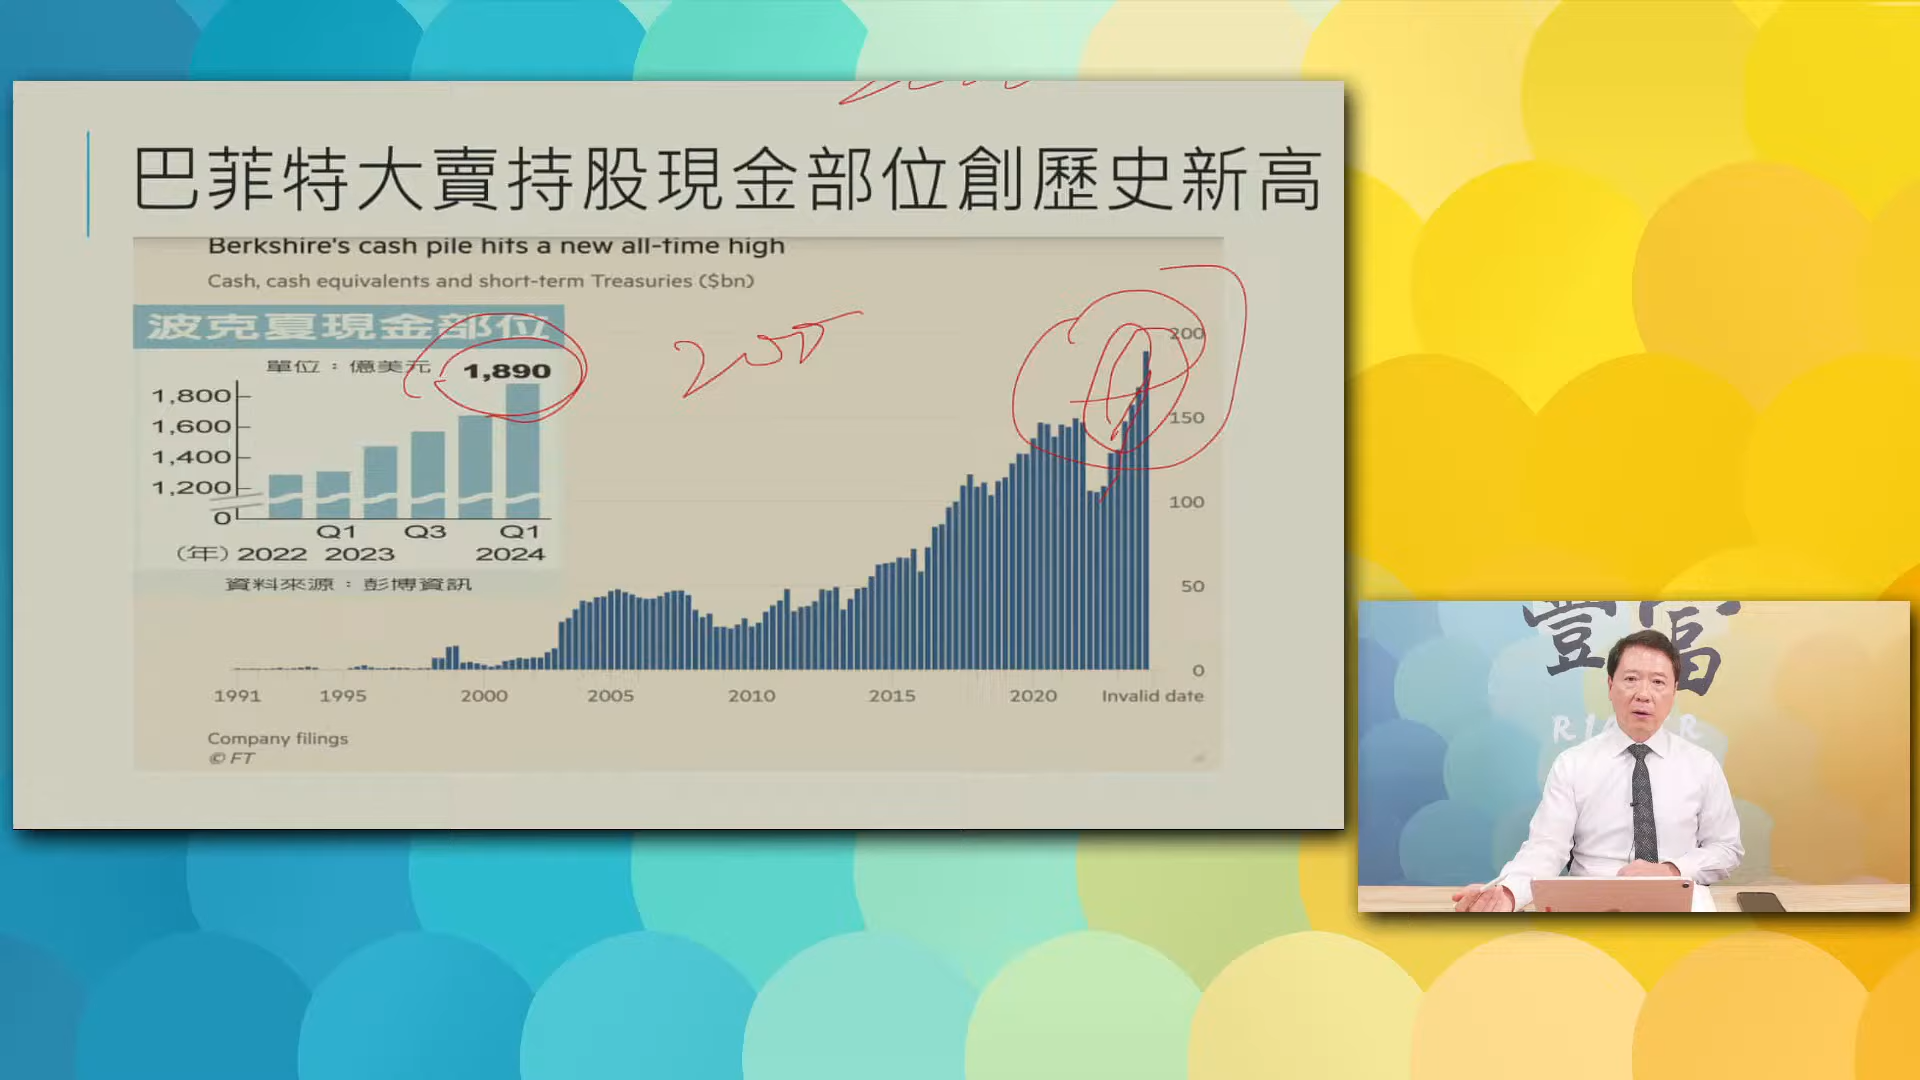 巴菲特大賣持股現金部位創歷史新高
Berkshire's cash pile hits a new all-time high
Cash, cash equivalents and short-term Treasuries ($bn)
波克夏現金部位
單位：億美元
1,890
1,800
1,600
1,400
1,200
0
Q1 Q3 Q1
(年) 2022 2023 2024
資料來源：彭博資訊
200
200
150
100
50
0
1991 1995 2000 2005 2010 2015 2020 Invalid date
Company filings
© FT
豐富